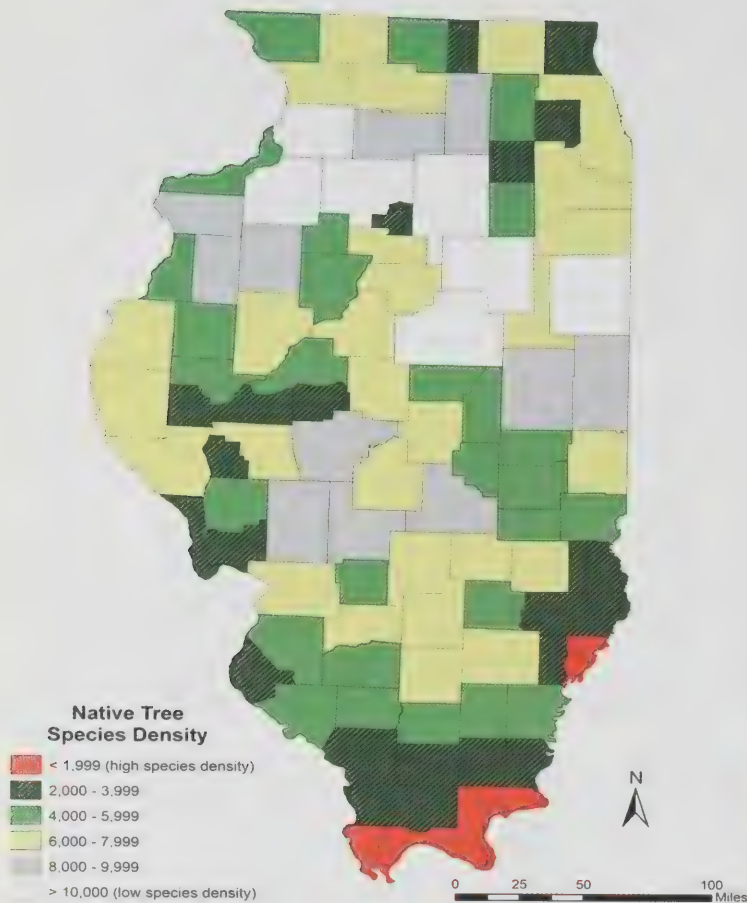 Native Tree
Species Density
< 1,999 (high species density)
2,000 - 3,999
4,000 - 5,999
6,000 - 7,999
8,000 - 9,999
> 10,000 (low species density)
N
0 25 50 100
Miles